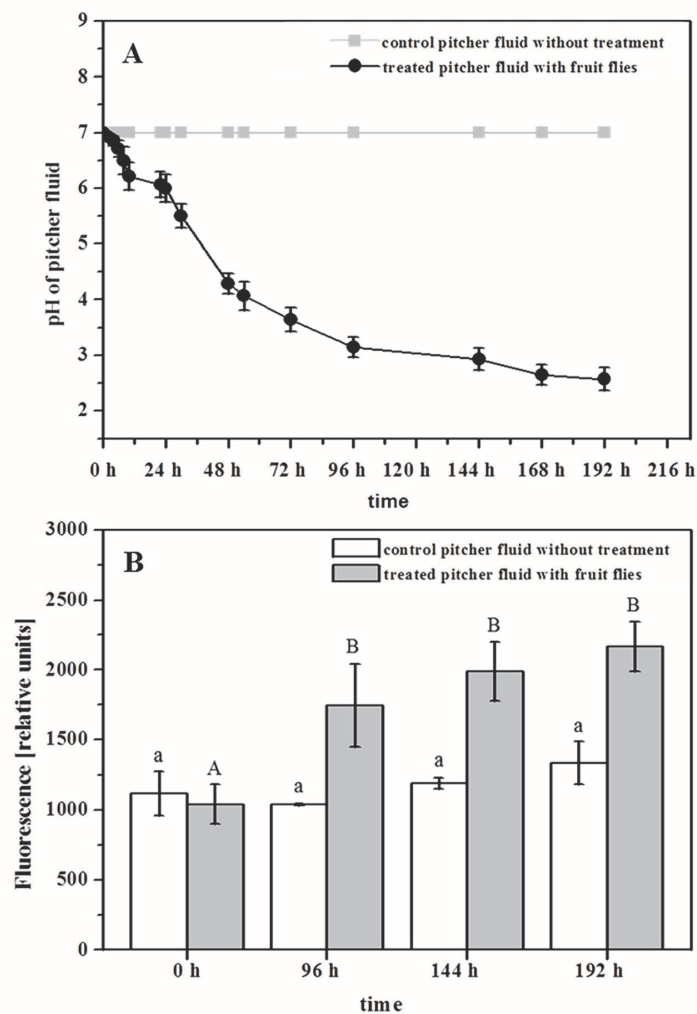 A
control pitcher fluid without treatment
treated pitcher fluid with fruit flies
pH of pitcher fluid
9
8
7
6
5
4
3
2
0 h 24 h 48 h 72 h 96 h 120 h 144 h 168 h 192 h 216 h
time
B
control pitcher fluid without treatment
treated pitcher fluid with fruit flies
Fluorescence [relative units]
3000
2500
2000
1500
1000
500
0
a A a B a B a B
0 h 96 h 144 h 192 h
time